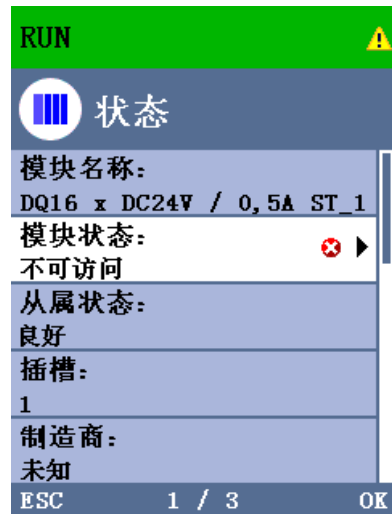 RUN
状态
模块名称:
DQ16 x DC24V / 0,5A ST_1
模块状态:
不可访问
从属状态:
良好
插槽:
1
制造商:
未知
ESC 1 / 3 OK